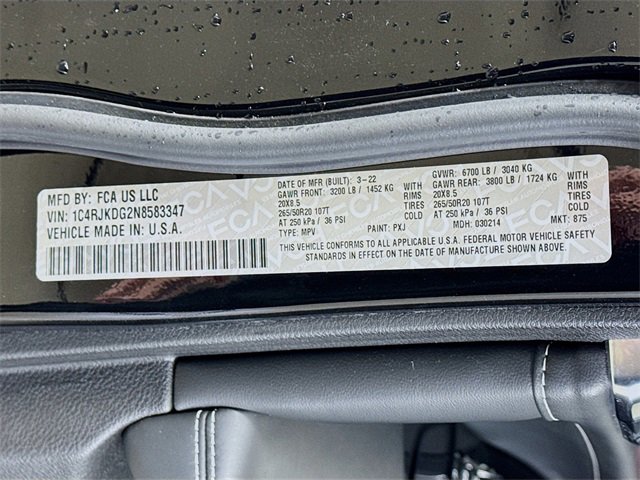 MFD BY: FCA US LLC
VIN: 1C4RJKDG2N8583347
VEHICLE MADE IN: U.S.A.
DATE OF MFR (BUILT): 3-22
GAWR FRONT: 3200 LB/ 1452 KG
20X8.5 TIRES
265/50R20 107T
AT 250 kPa / 36 PSI COLD
TYPE: MPV PAINT: PXJ
GVWR: 6700 LB/ 3040 KG
GAWR REAR: 3800 LB/ 1724 KG
20X8.5 TIRES
265/50R20 107T
AT 250 kPa / 36 PSI COLD
MDH: 030214 MKT: 875
THIS VEHICLE CONFORMS TO ALL APPLICABLE U.S.A. FEDERAL MOTOR VEHICLE SAFETY
STANDARDS IN EFFECT ON THE DATE OF MANUFACTURE SHOWN ABOVE.